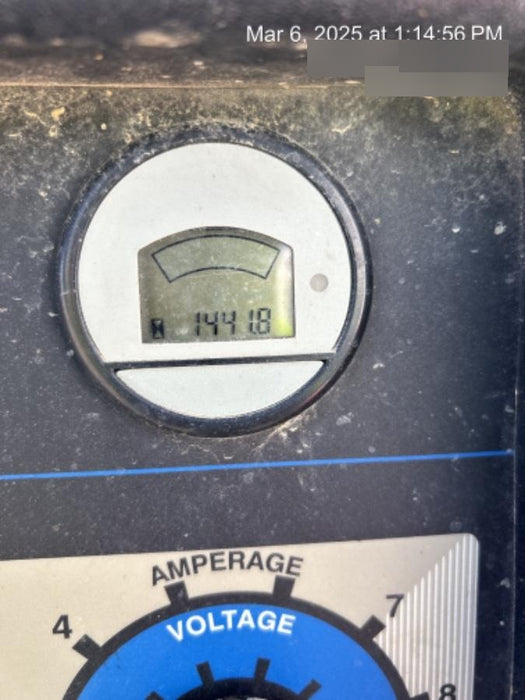 Mar 6, 2025 at 1:14:56 PM
1441.8
AMPERAGE
4
7
VOLTAGE
8